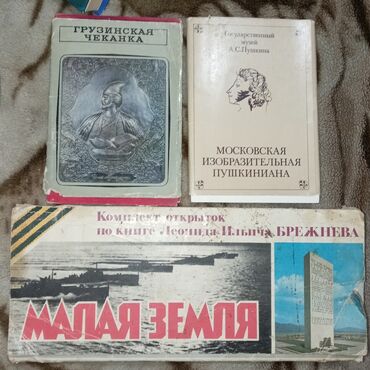 ГРУЗИНСКАЯ
ЧЕКАНКА
Государственный
музей
А.С.Пушкина
МОСКОВСКАЯ
ИЗОБРАЗИТЕЛЬНАЯ
ПУШКИНИАНА
Комплект открыток
по книге Леонида Ильича БРЕЖНЕВА
МАЛАЯ ЗЕМЛЯ